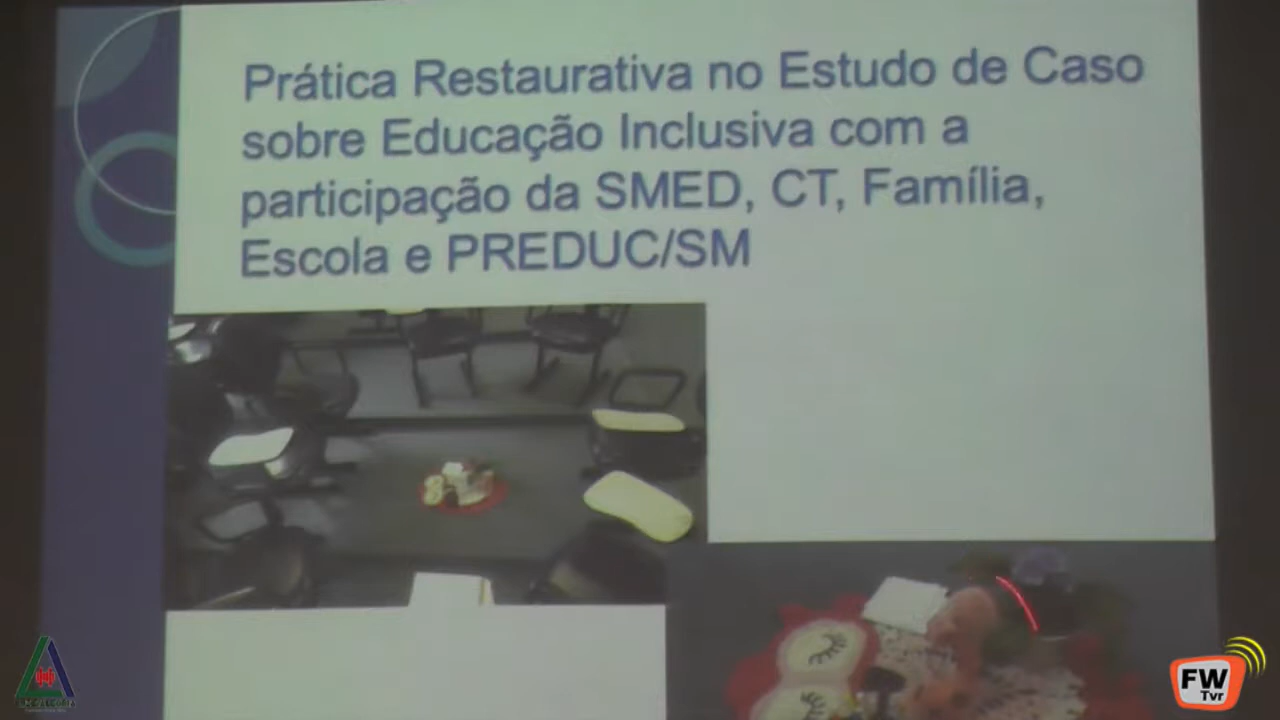 Prática Restaurativa no Estudo de Caso
sobre Educação Inclusiva com a
participação da SMED, CT, Família,
Escola e PREDUC/SM
FW
Tvr